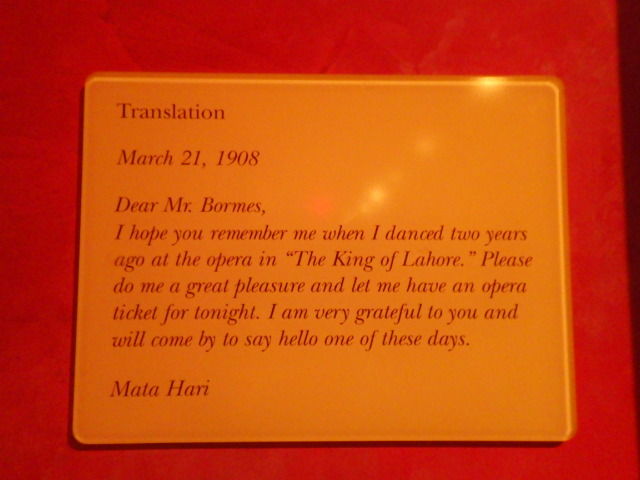 Translation
March 21, 1908
Dear Mr. Bormes,
I hope you remember me when I danced two years
ago at the opera in “The King of Lahore.” Please
do me a great pleasure and let me have an opera
ticket for tonight. I am very grateful to you and
will come by to say hello one of these days.
Mata Hari